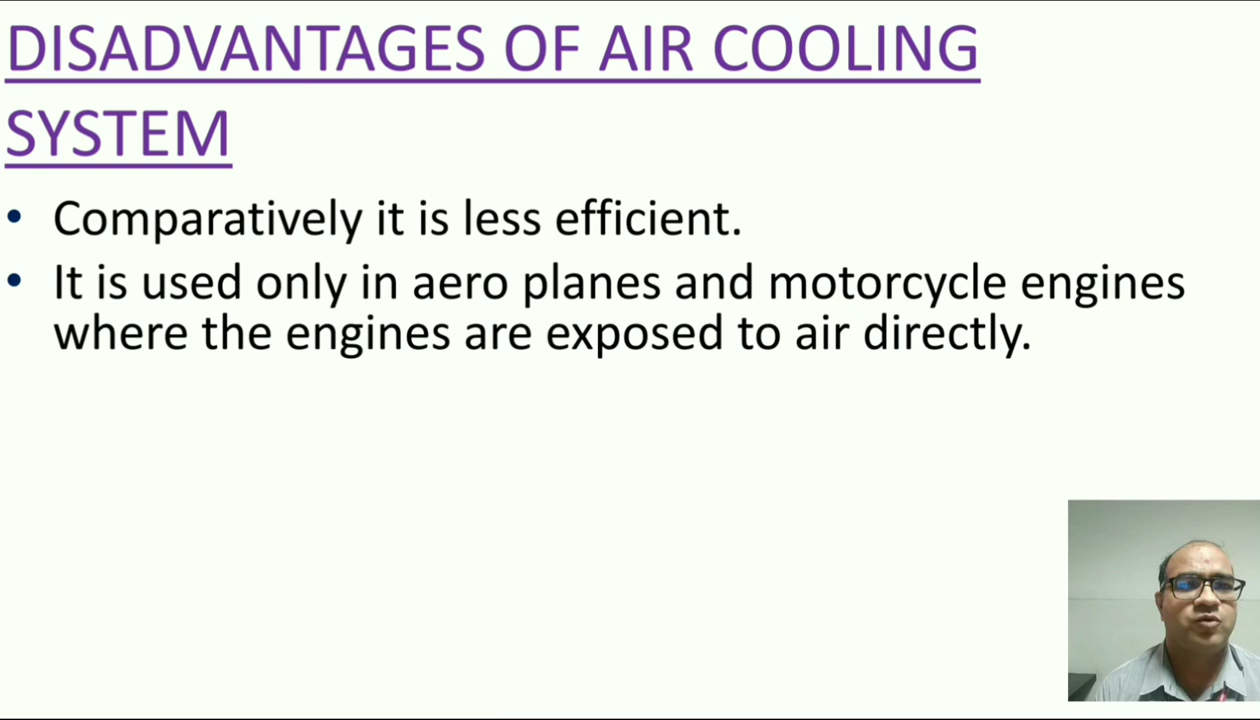 DISADVANTAGES OF AIR COOLING
SYSTEM
• Comparatively it is less efficient.
• It is used only in aero planes and motorcycle engines
where the engines are exposed to air directly.